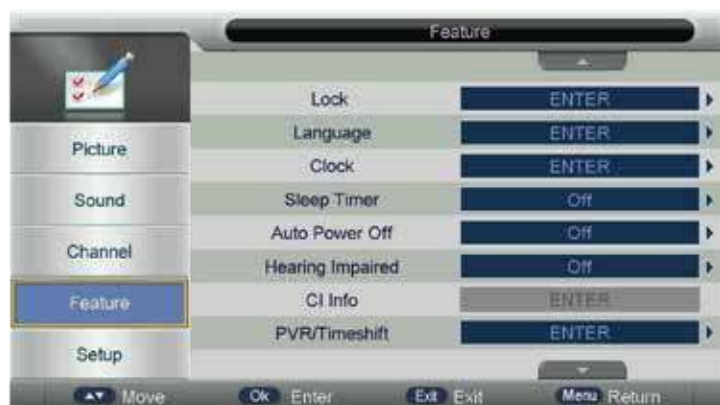 Feature
Lock ENTER
Language ENTER
Clock ENTER
Sleep Timer Off
Auto Power Off Off
Hearing Impaired Off
CI Info ENTER
PVR/Timeshift ENTER
Picture
Sound
Channel
Feature
Setup
Move Ok Enter Exit Exit Menu Return